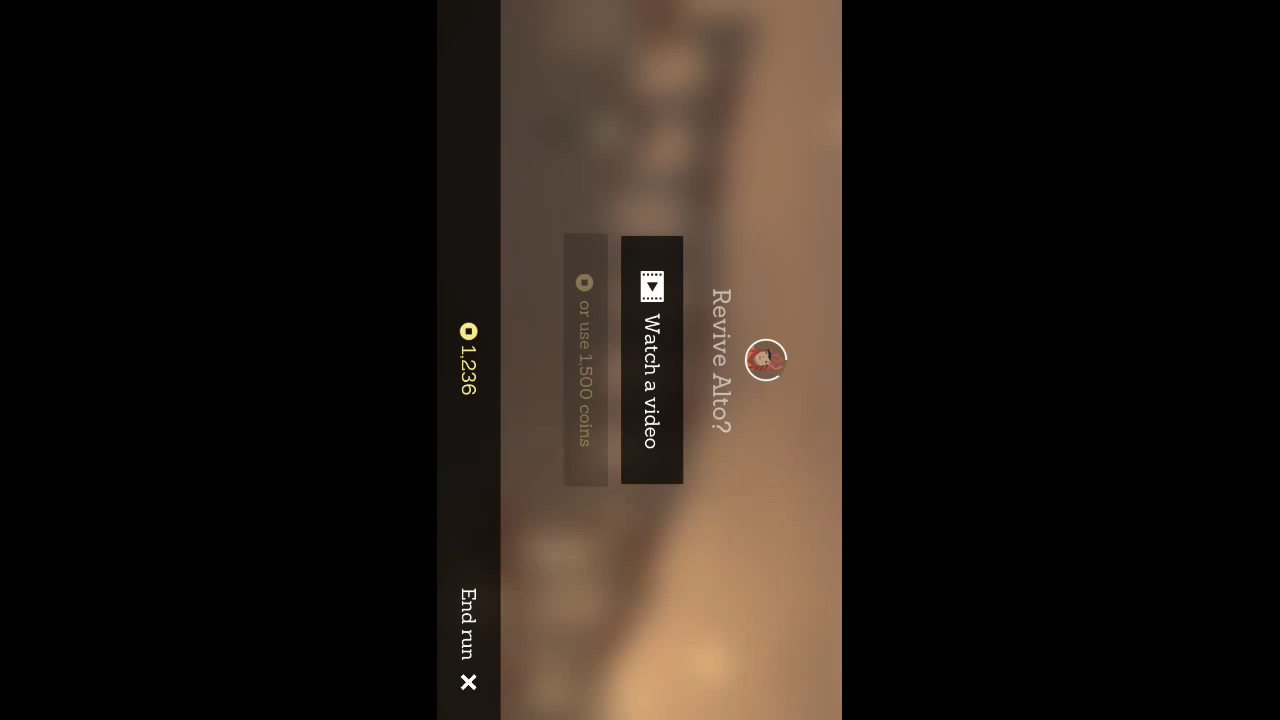 Revive Alto?
Watch a video
or use 1,500 coins
1,236
End run